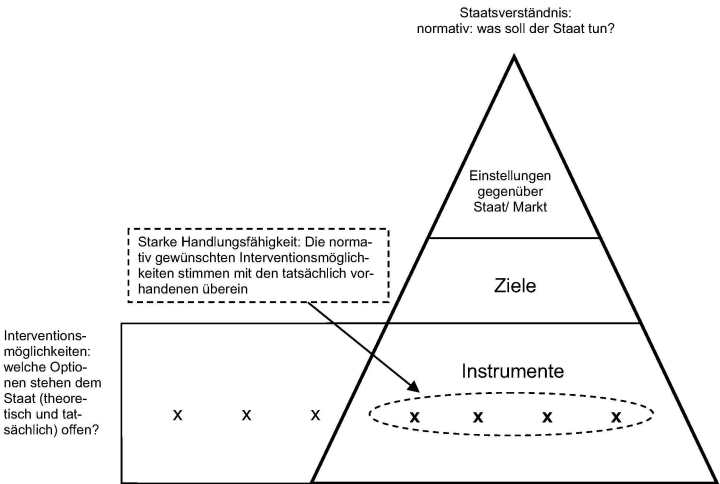 Staatsverständnis:
normativ: was soll der Staat tun?
Einstellungen
gegenüber
Staat/ Markt
Starke Handlungsfähigkeit: Die norma-
tiv gewünschten Interventionsmöglich-
keiten stimmen mit den tatsächlich vor-
handenen überein
Ziele
Interventions-
möglichkeiten:
welche Optio-
nen stehen dem
Staat (theore-
tisch und tat-
sächlich) offen?
Instrumente
x x x x x x x